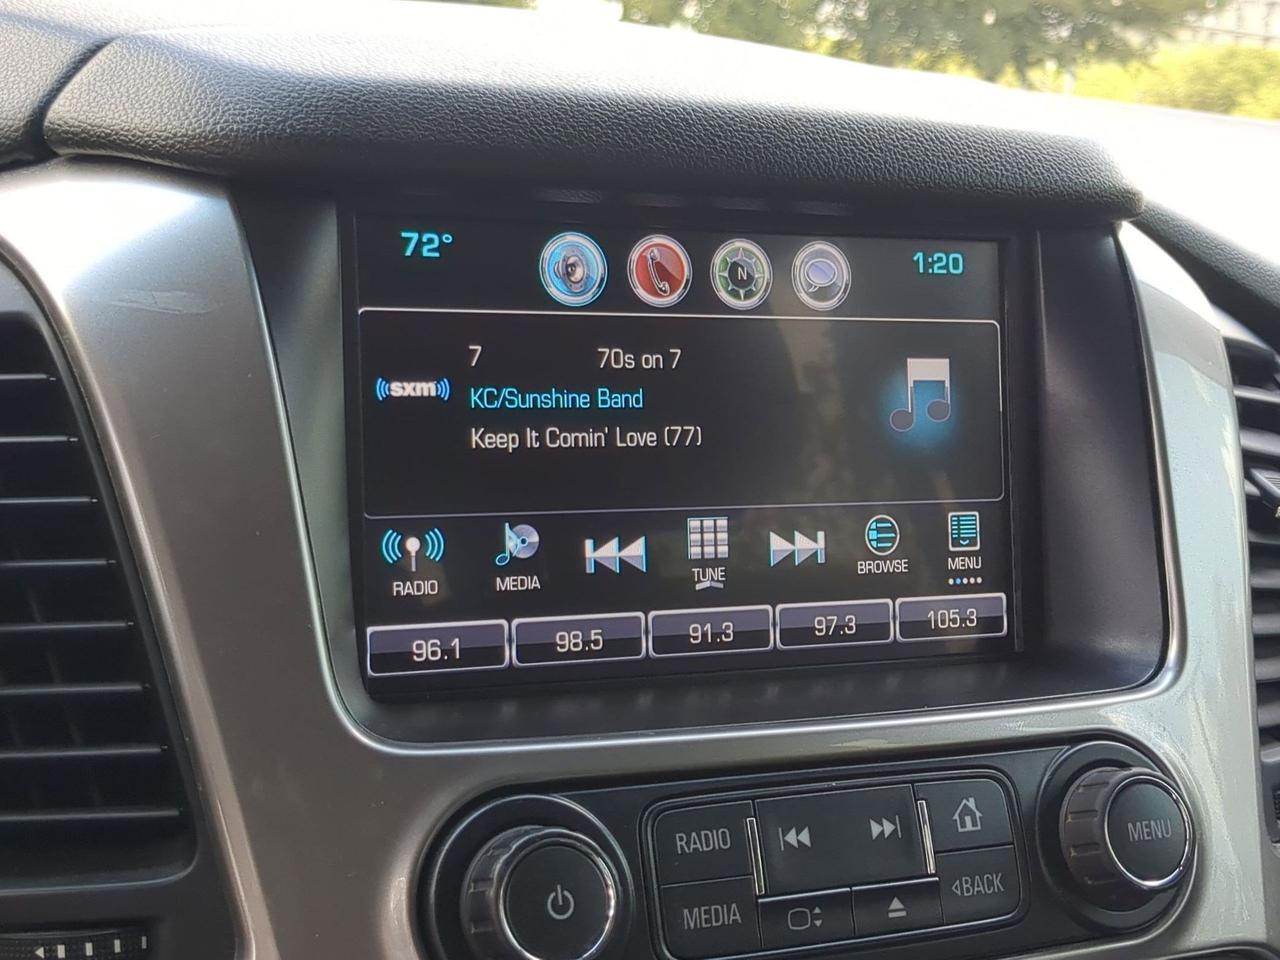 72° N 1:20
7 70s on 7
((sxm)) KC/Sunshine Band
Keep It Comin' Love (77)
RADIO MEDIA TUNE BROWSE MENU
96.1 98.5 91.3 97.3 105.3
RADIO MENU
MEDIA BACK